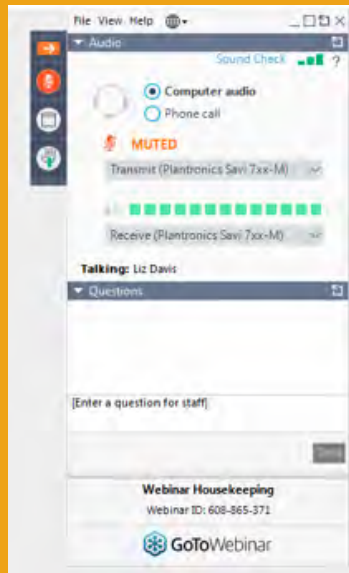 File View Help
Audio
Sound Check ?
Computer audio
Phone call
MUTED
Transmit (Plantronics Savi 7xx-M)
Receive (Plantronics Savi 7xx-M)
Talking: Liz Davis
Questions
[Enter a question for staff]
Send
Webinar Housekeeping
Webinar ID: 608-865-371
GoToWebinar